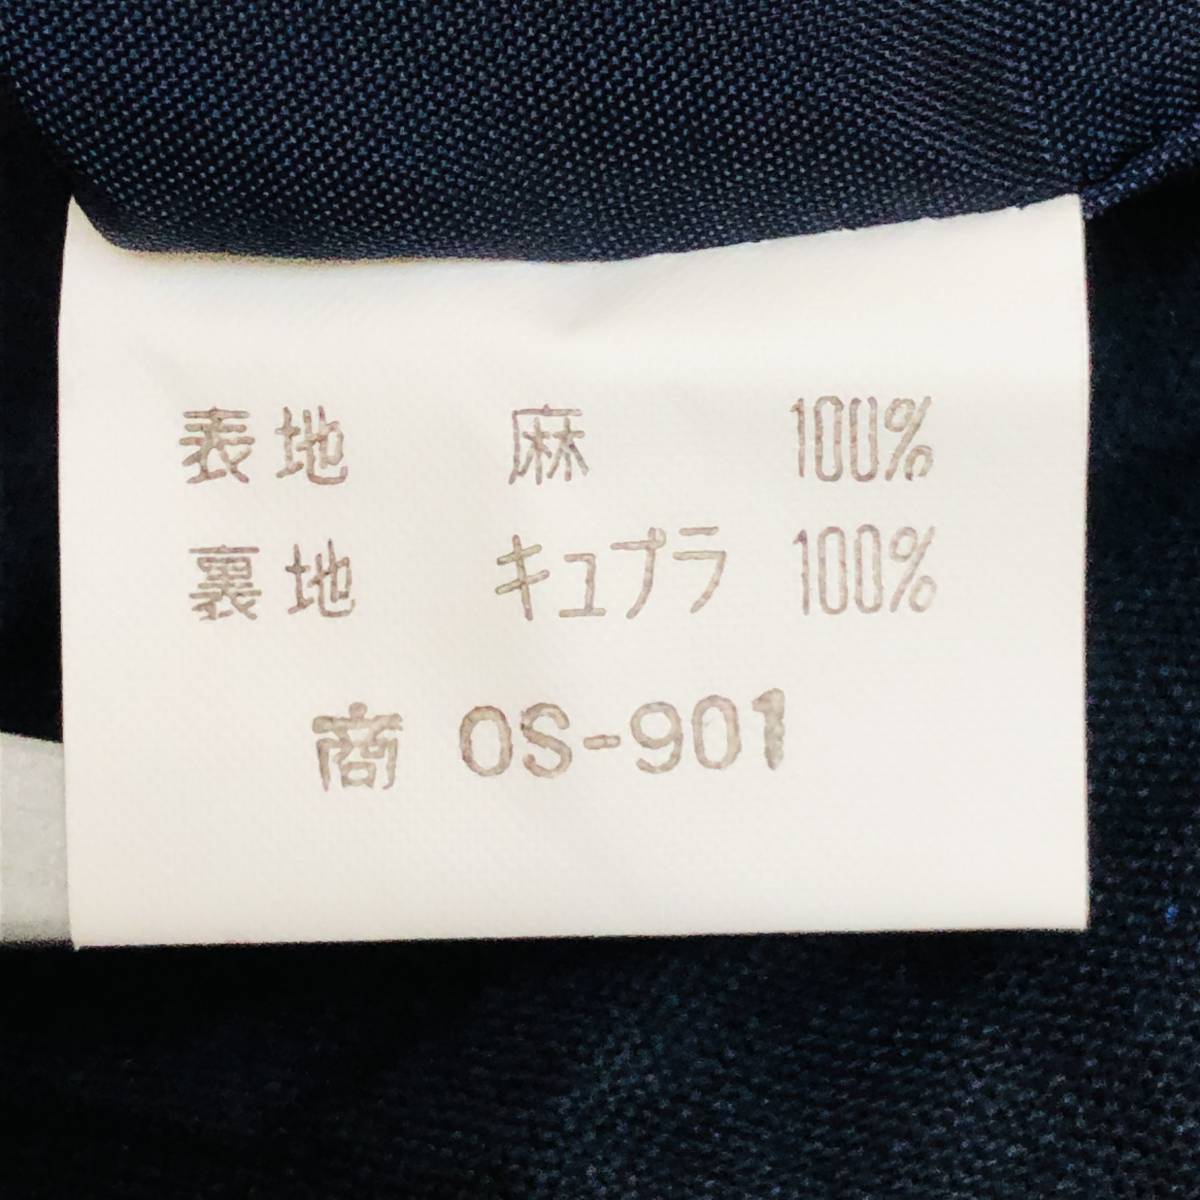 表地 麻 100%
裏地 キュプラ 100%
商 OS-901